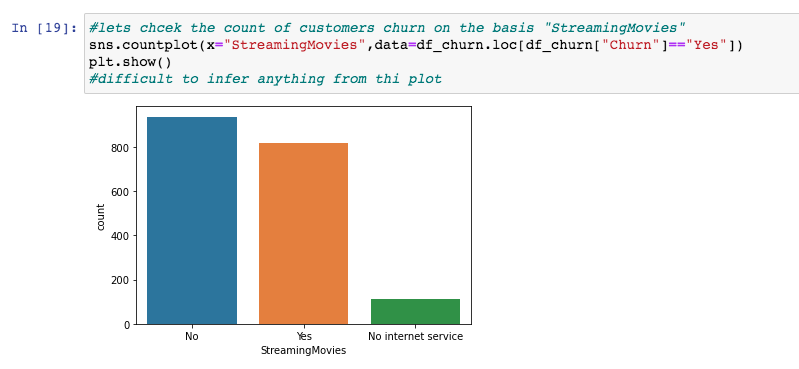 In [19]: #lets chcek the count of customers churn on the basis "StreamingMovies"
sns.countplot(x="StreamingMovies",data=df_churn.loc[df_churn["Churn"]=="Yes"])
plt.show()
#difficult to infer anything from thi plot
800
600
400
200
0
count
No Yes No internet service
StreamingMovies